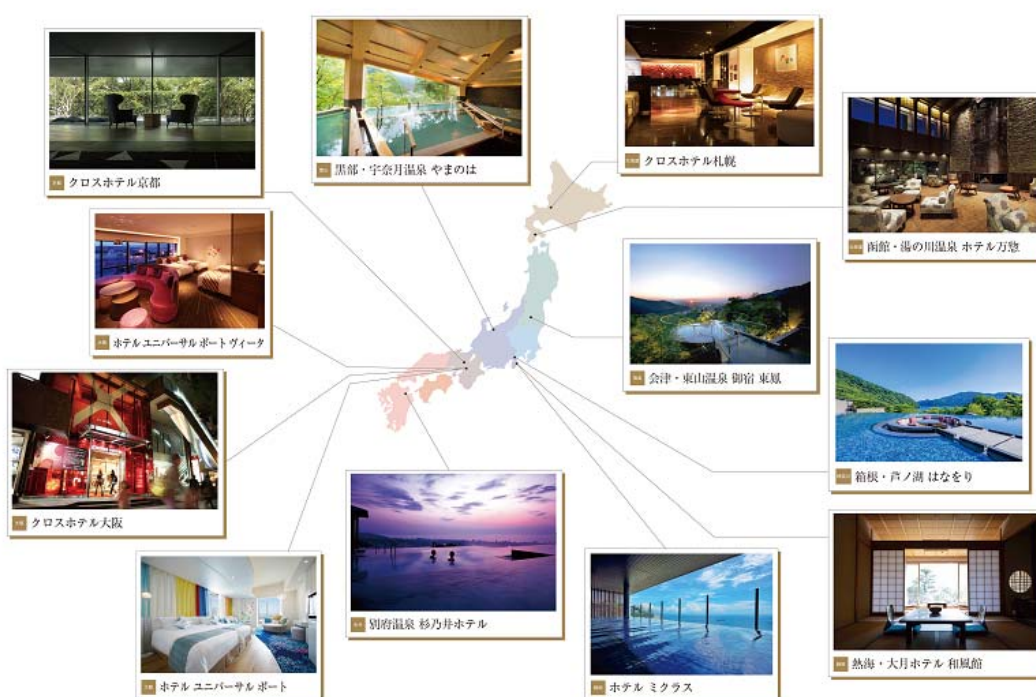 クロスホテル京都
黒部・宇奈月温泉 やまのは
クロスホテル札幌
函館・湯の川温泉 ホテル万惣
ホテル ユニバーサル ポート ヴィータ
会津・東山温泉 御宿 東鳳
箱根・芦ノ湖 はなをり
クロスホテル大阪
別府温泉 杉乃井ホテル
ホテル ユニバーサル ポート
ホテル ミクラス
熱海・大月ホテル 和風館